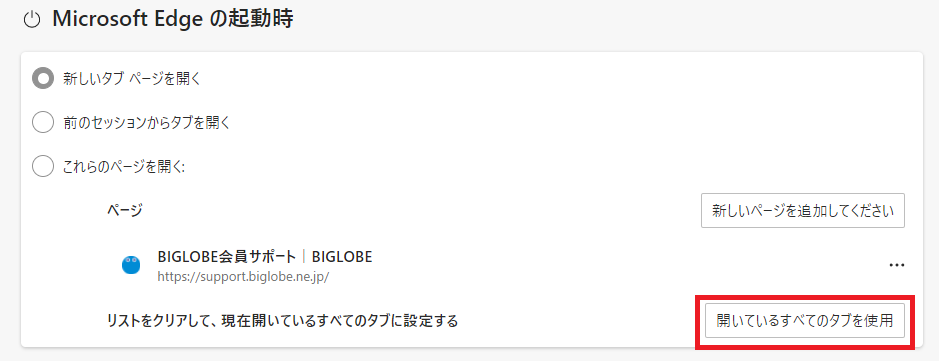 Microsoft Edge の起動時
新しいタブ ページを開く
前のセッションからタブを開く
これらのページを開く:
ページ
新しいページを追加してください
BIGLOBE会員サポート｜BIGLOBE
https://support.biglobe.ne.jp/
リストをクリアして、現在開いているすべてのタブに設定する
開いているすべてのタブを使用